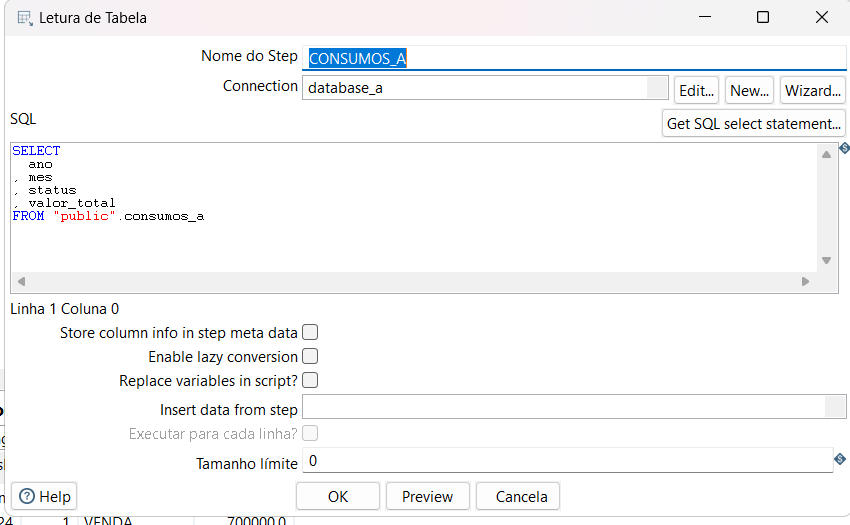 Letura de Tabela
Nome do Step CONSUMOS_A
Connection database_a Edit... New... Wizard...
SQL Get SQL select statement...
SELECT
ano
, mes
, status
, valor_total
FROM "public".consumos_a
Linha 1 Coluna 0
Store column info in step meta data
Enable lazy conversion
Replace variables in script?
Insert data from step
Executar para cada linha?
Tamanho límite 0
Help OK Preview Cancela
24 1 VENDA 700000.0